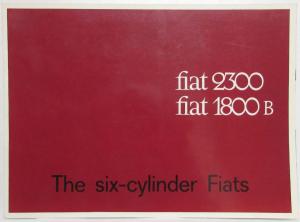 fiat 2300
fiat 1800 B
The six-cylinder Fiats